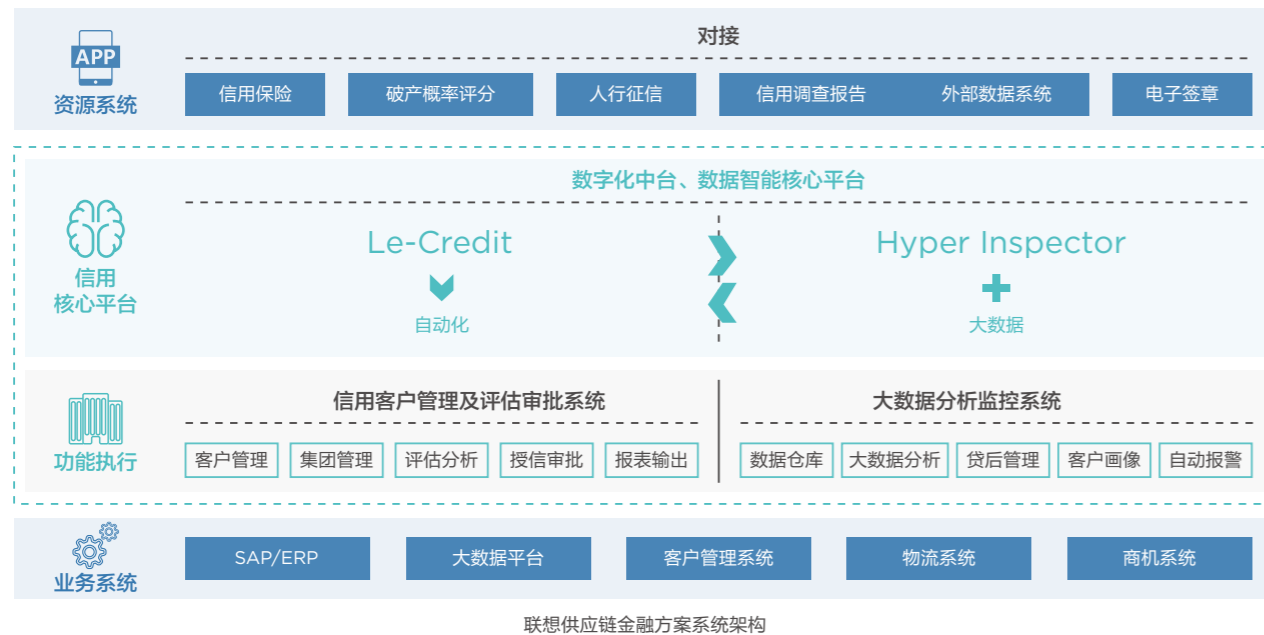 对接
APP
资源系统
信用保险
破产概率评分
人行征信
信用调查报告
外部数据系统
电子签章
数字化中台、数据智能核心平台
信用
核心平台
Le-Credit
自动化
Hyper Inspector
大数据
功能执行
信用客户管理及评估审批系统
客户管理
集团管理
评估分析
授信审批
报表输出
大数据分析监控系统
数据仓库
大数据分析
贷后管理
客户画像
自动报警
业务系统
SAP/ERP
大数据平台
客户管理系统
物流系统
商机系统
联想供应链金融方案系统架构